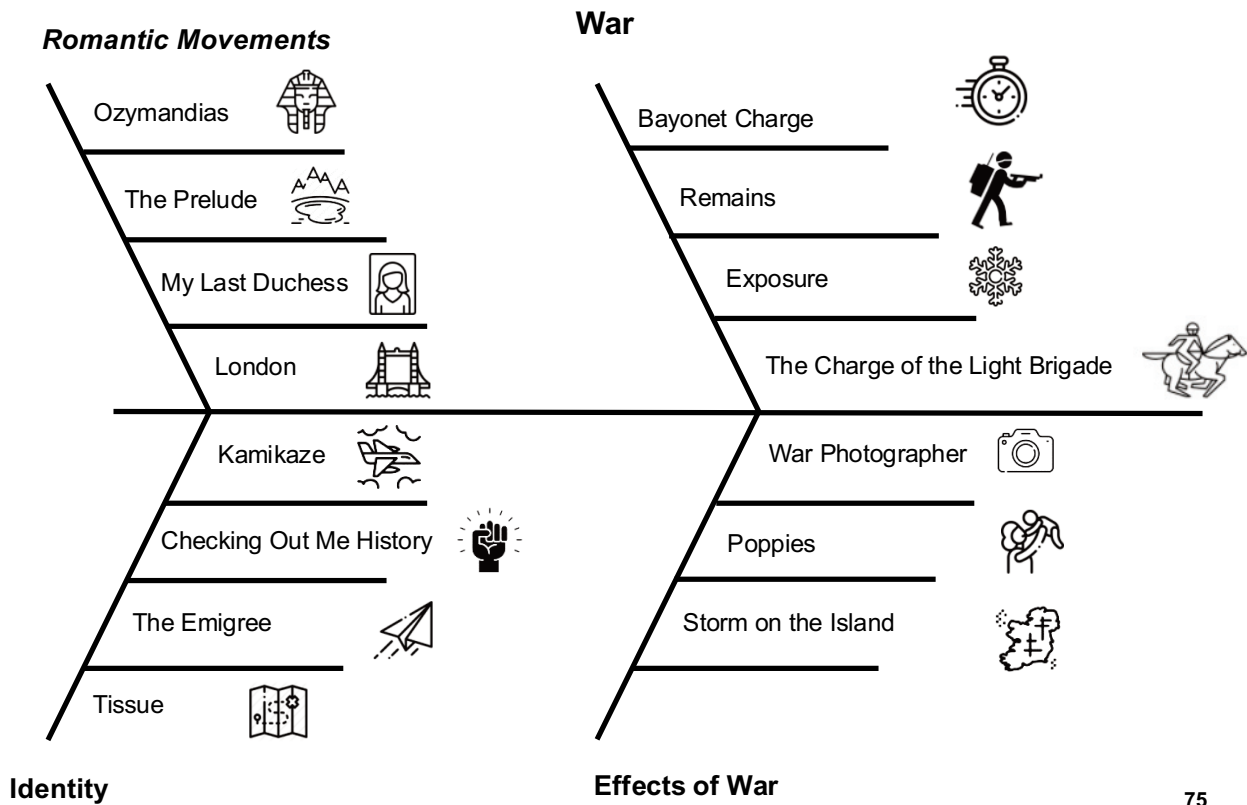 Romantic Movements
Ozymandias
The Prelude
My Last Duchess
London
War
Bayonet Charge
Remains
Exposure
The Charge of the Light Brigade
Kamikaze
Checking Out Me History
The Emigree
Tissue
Identity
War Photographer
Poppies
Storm on the Island
Effects of War
75